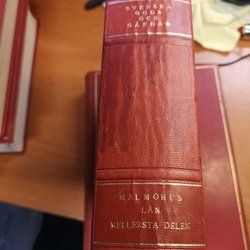 SVENSKA
GODS
OCH
GÅRDAR
MALMÖHUS
LÄN
MELLERSTA DELEN